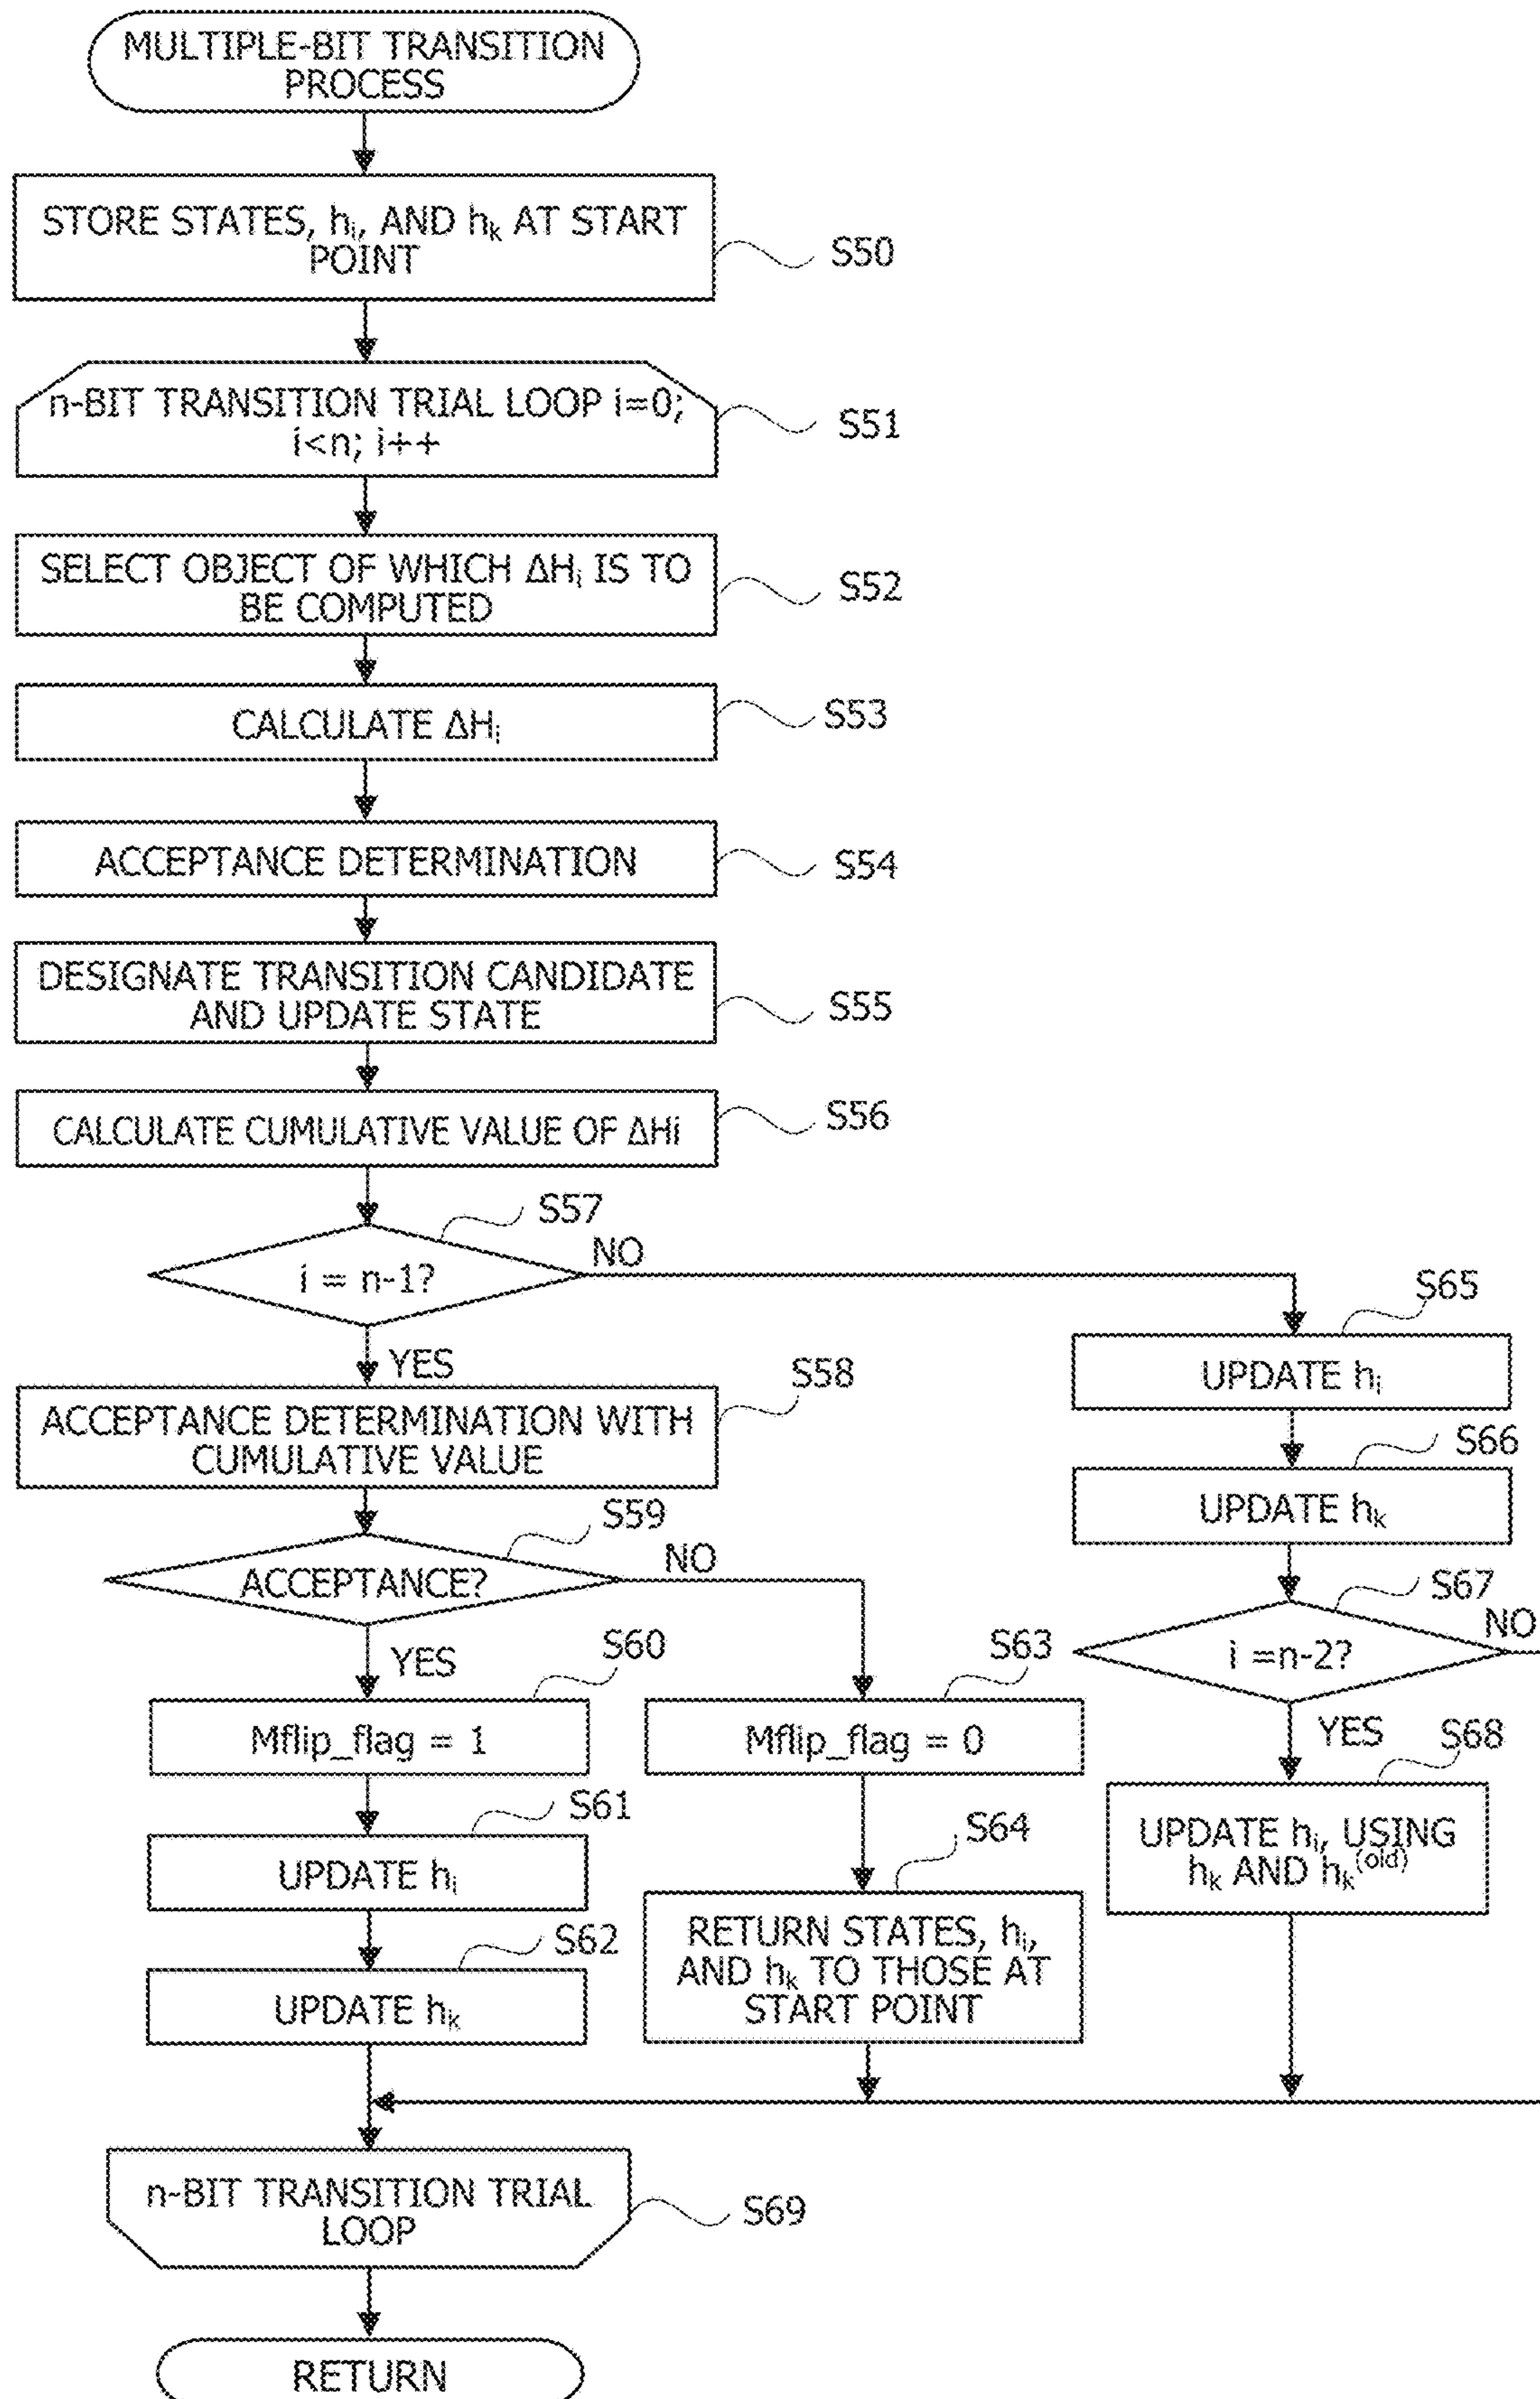 MULTIPLE-BIT TRANSITION
PROCESS
STORE STATES, hi, AND hk AT START
POINT
S50
n-BIT TRANSITION TRIAL LOOP i=0;
i<n; i++
S51
SELECT OBJECT OF WHICH ΔHi IS TO
BE COMPUTED
S52
CALCULATE ΔHi
S53
ACCEPTANCE DETERMINATION
S54
DESIGNATE TRANSITION CANDIDATE
AND UPDATE STATE
S55
CALCULATE CUMULATIVE VALUE OF ΔHi
S56
S57
i = n-1?
NO
YES
S58
ACCEPTANCE DETERMINATION WITH
CUMULATIVE VALUE
S59
ACCEPTANCE?
NO
YES
S60
Mflip_flag = 1
S61
UPDATE hi
S62
UPDATE hk
S63
Mflip_flag = 0
S64
RETURN STATES, hi,
AND hk TO THOSE AT
START POINT
S65
UPDATE hi
S66
UPDATE hk
S67
i =n-2?
NO
YES
S68
UPDATE hi, USING
hk AND hk(old)
n-BIT TRANSITION TRIAL
LOOP
S69
RETURN